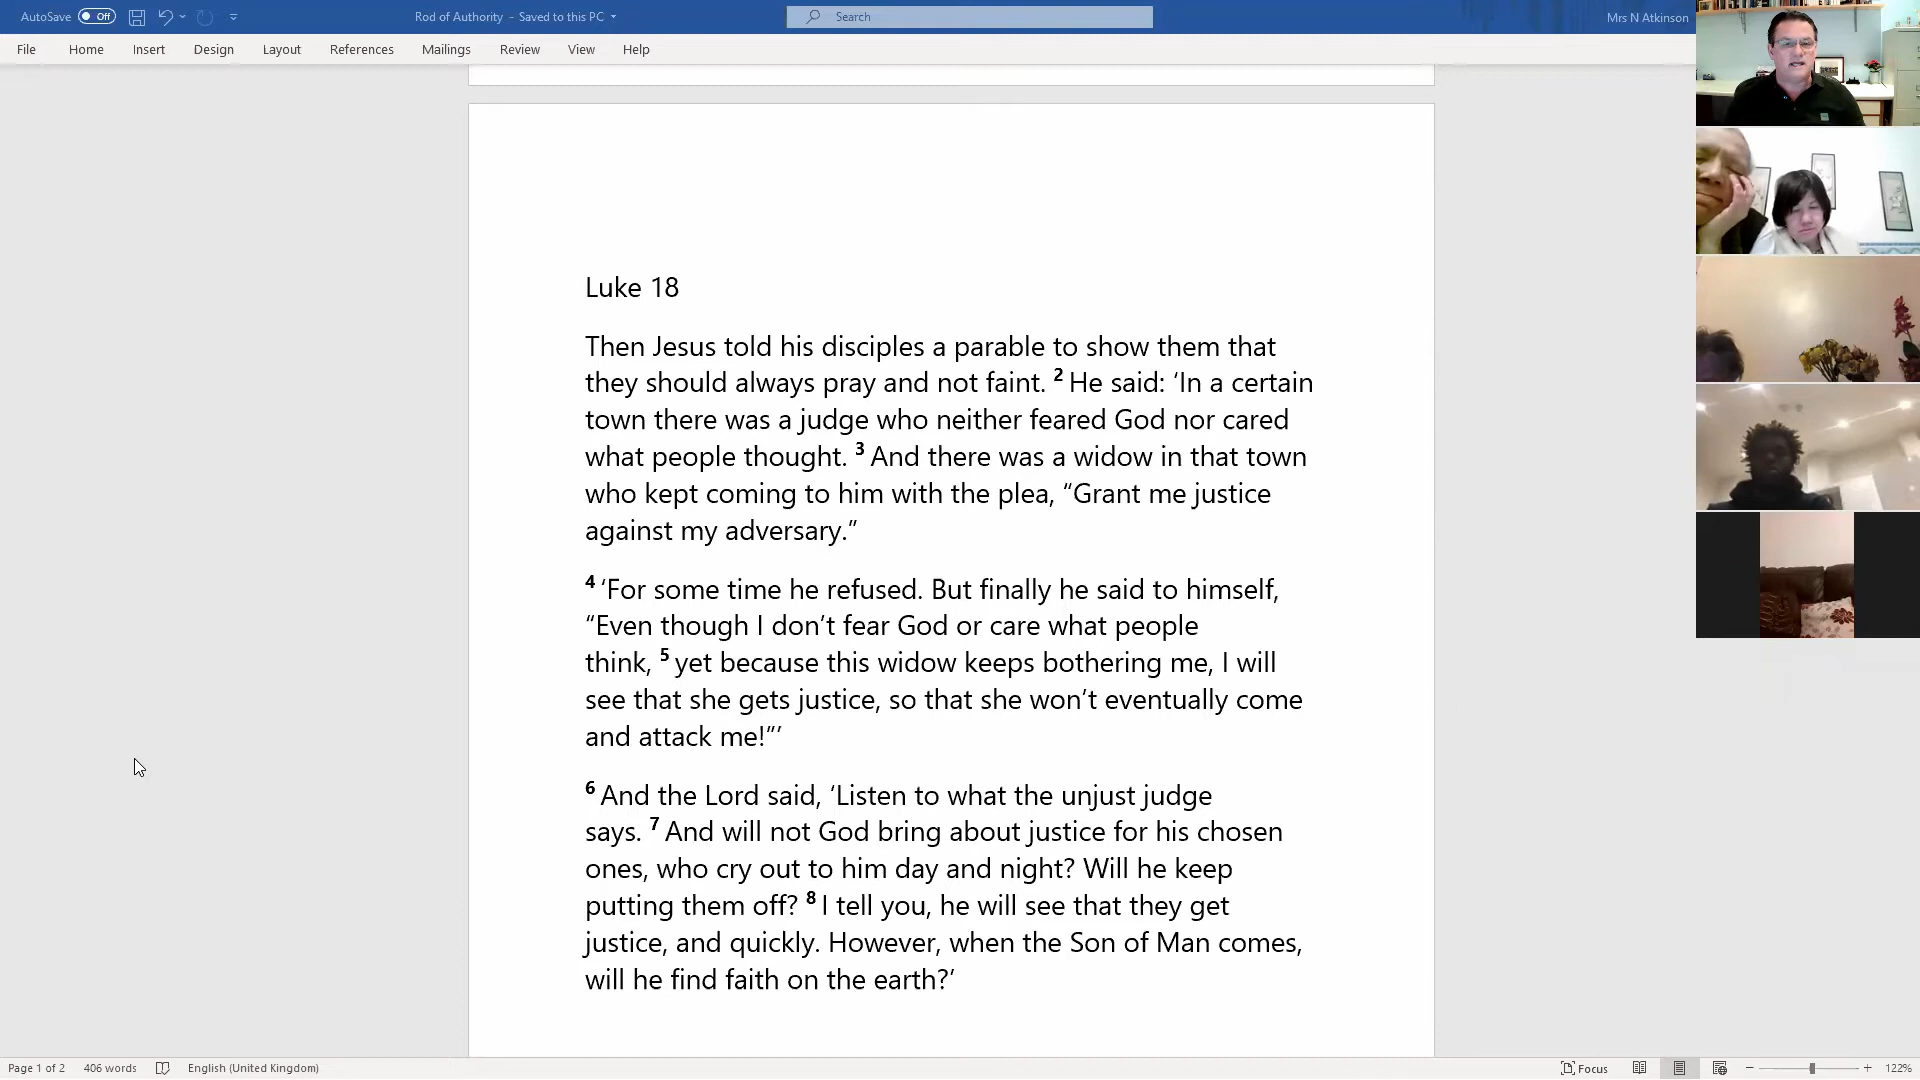 AutoSave Off Rod of Authority - Saved to this PC Search Mrs N Atkinson
File Home Insert Design Layout References Mailings Review View Help
Luke 18
Then Jesus told his disciples a parable to show them that
they should always pray and not faint. 2 He said: ‘In a certain
town there was a judge who neither feared God nor cared
what people thought. 3 And there was a widow in that town
who kept coming to him with the plea, “Grant me justice
against my adversary.”
4 ‘For some time he refused. But finally he said to himself,
“Even though I don’t fear God or care what people
think, 5 yet because this widow keeps bothering me, I will
see that she gets justice, so that she won’t eventually come
and attack me!”’
6 And the Lord said, ‘Listen to what the unjust judge
says. 7 And will not God bring about justice for his chosen
ones, who cry out to him day and night? Will he keep
putting them off? 8 I tell you, he will see that they get
justice, and quickly. However, when the Son of Man comes,
will he find faith on the earth?’
Page 1 of 2 406 words English (United Kingdom) Focus 122%